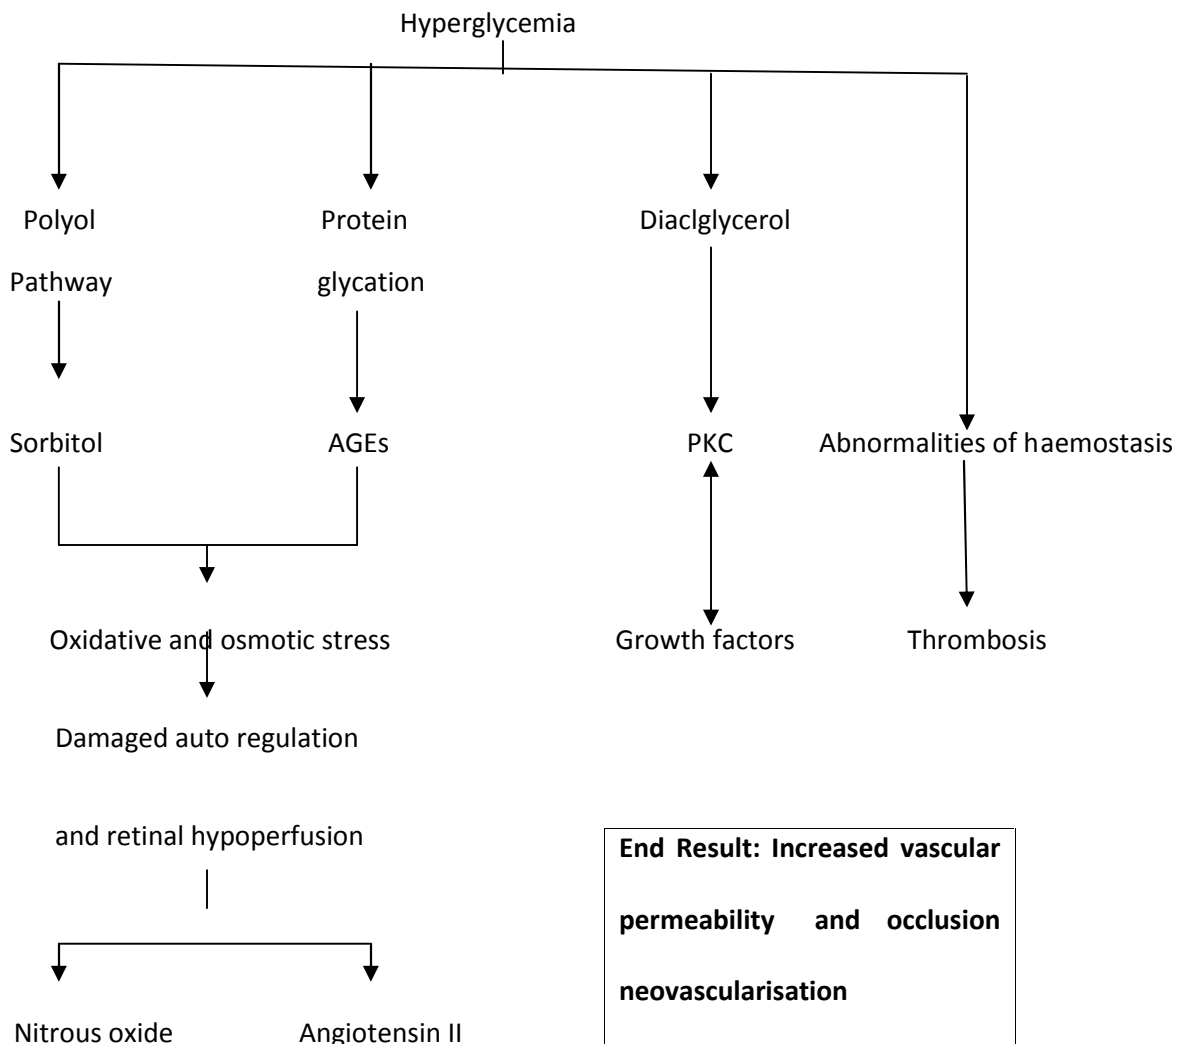 Hyperglycemia
Polyol Protein Diaclglycerol
Pathway glycation
Sorbitol AGEs PKC Abnormalities of haemostasis
Oxidative and osmotic stress Growth factors Thrombosis
Damaged auto regulation
and retinal hypoperfusion
End Result: Increased vascular
permeability and occlusion
neovascularisation
Nitrous oxide Angiotensin II